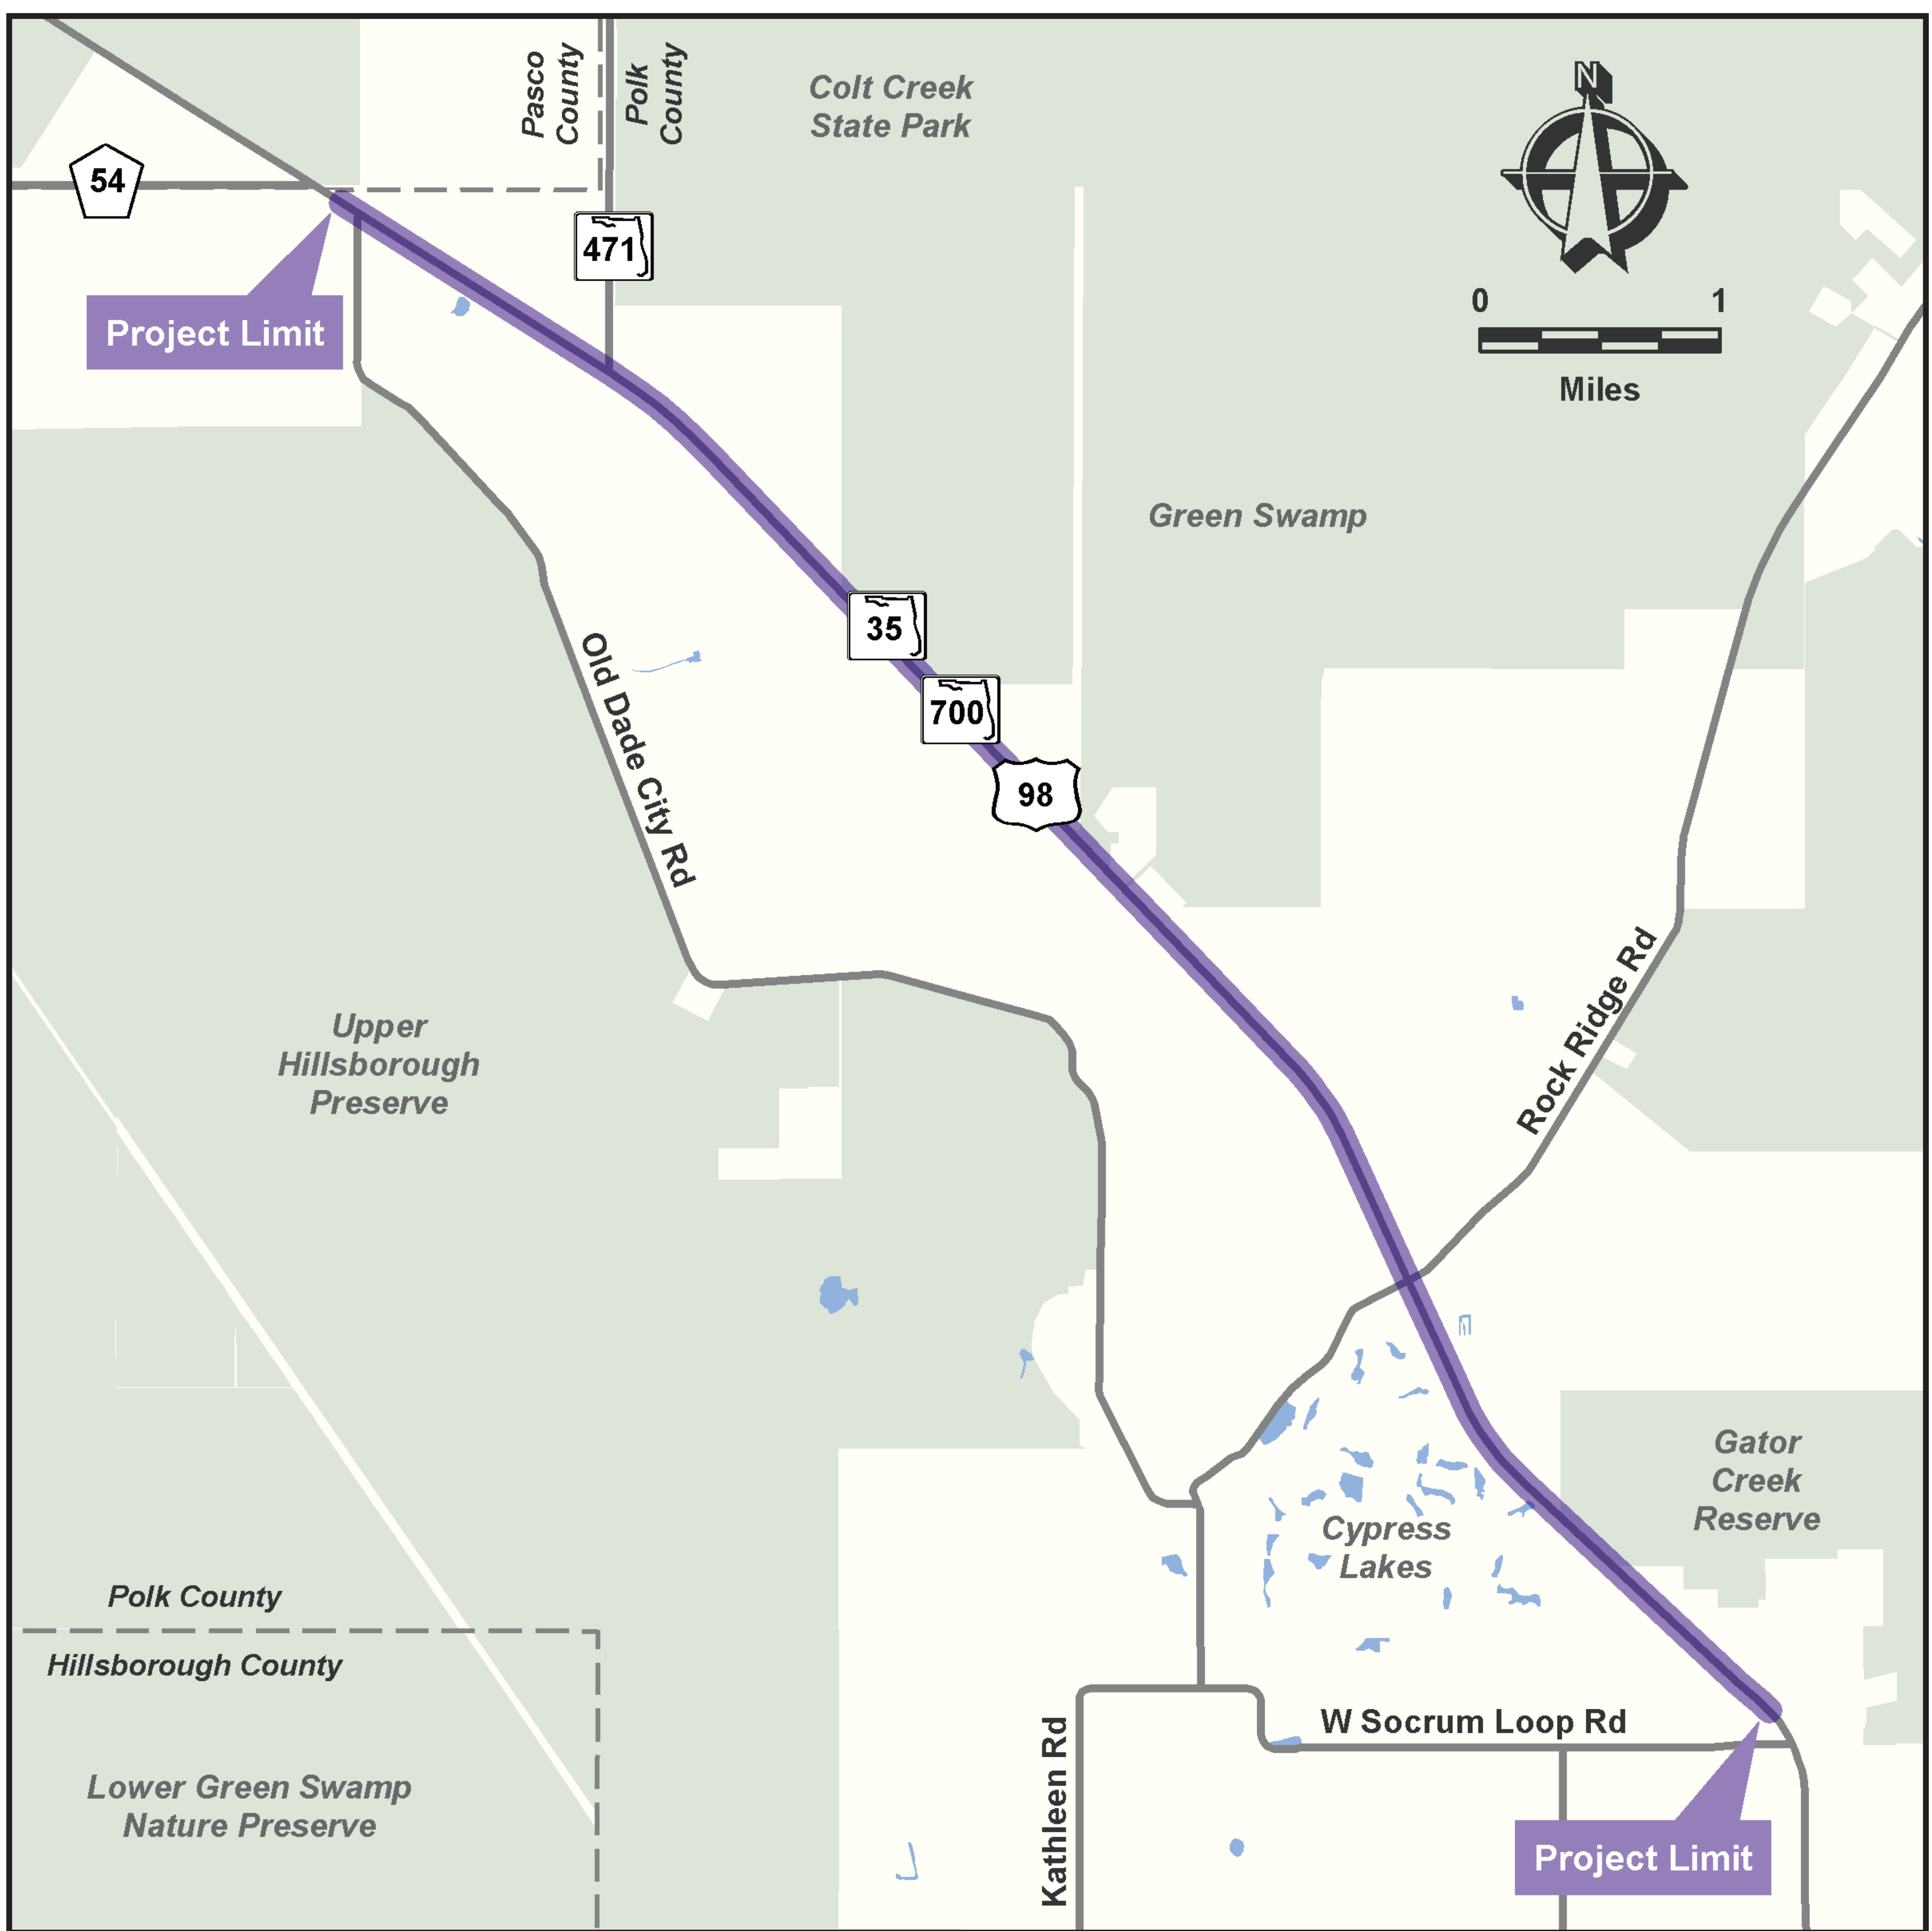 Pasco
County
Polk
County
Colt Creek
State Park
N
54
471
0 1
Miles
Project Limit
Green Swamp
35
700
98
Old Dade City Rd
Rock Ridge Rd
Upper
Hillsborough
Preserve
Gator
Creek
Reserve
Cypress
Lakes
Polk County
Hillsborough County
W Socrum Loop Rd
Kathleen Rd
Lower Green Swamp
Nature Preserve
Project Limit